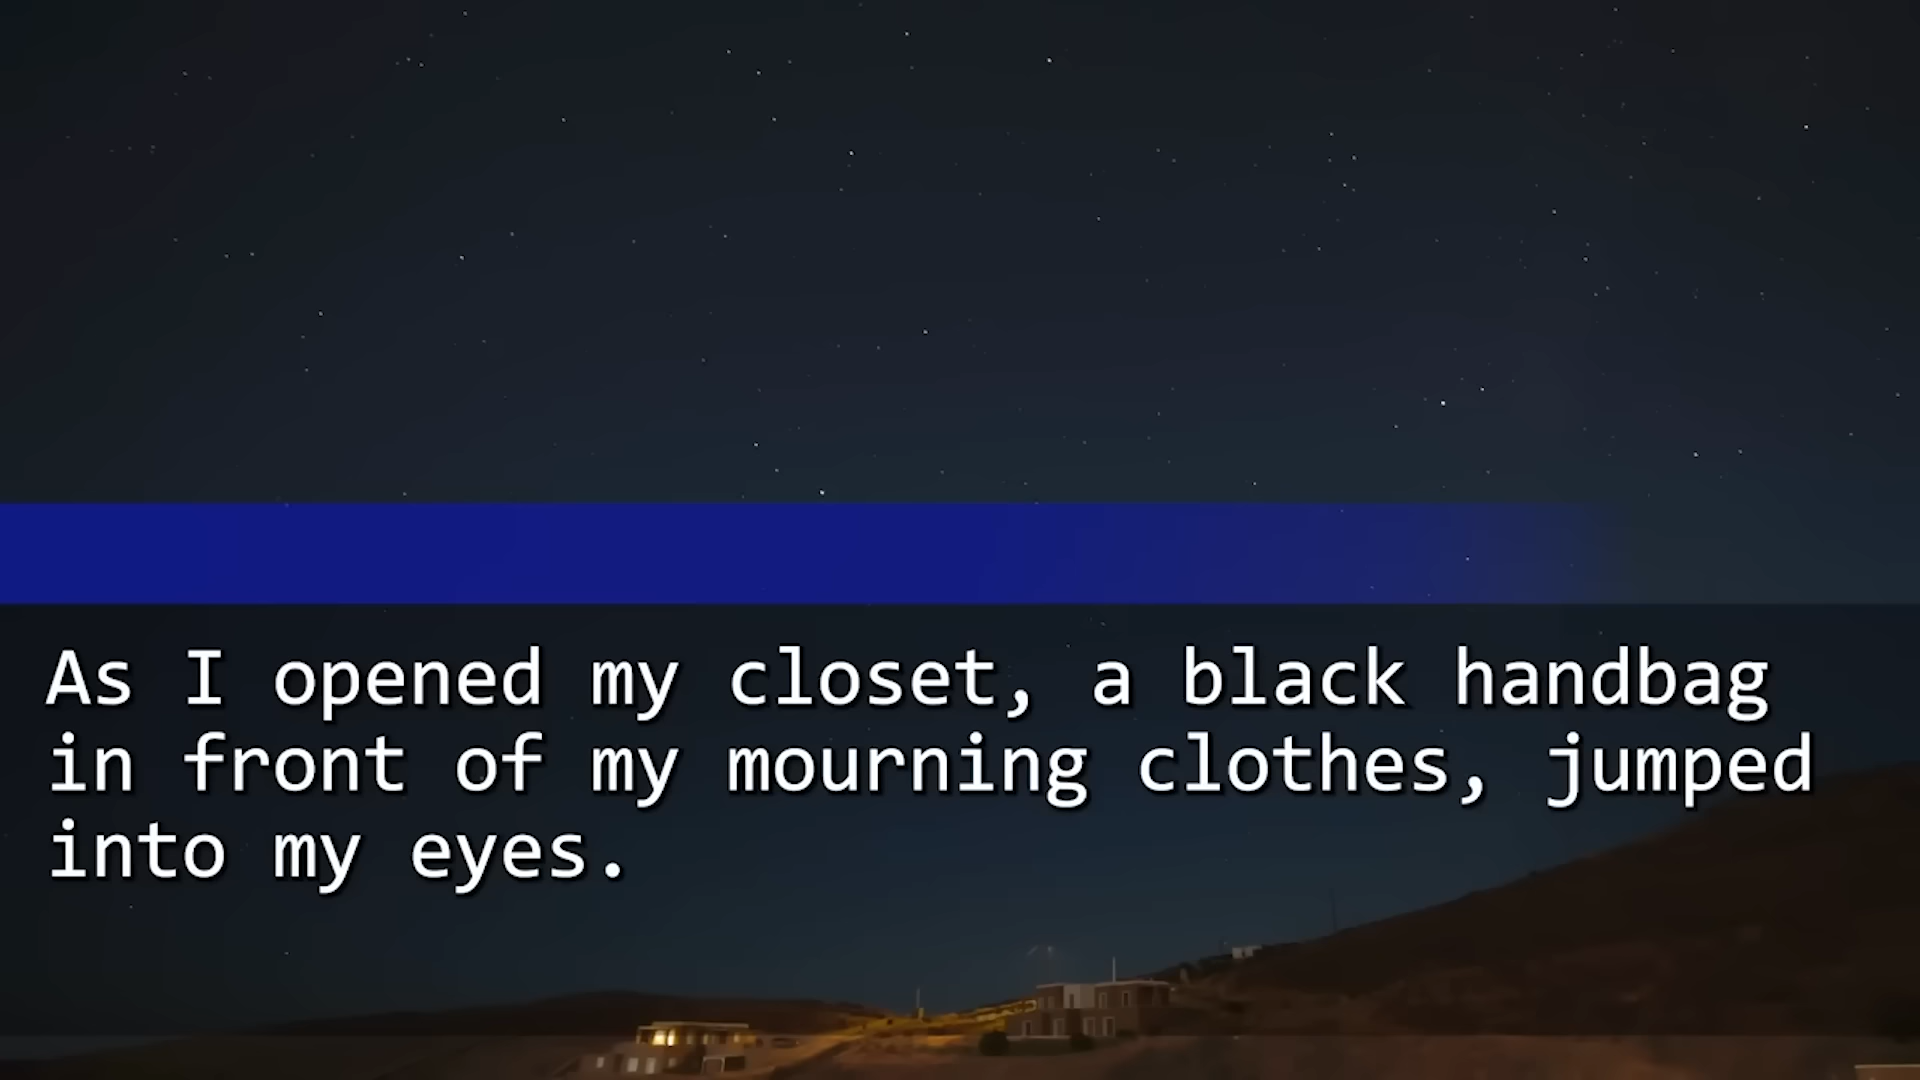 As I opened my closet, a black handbag
in front of my mourning clothes, jumped
into my eyes.